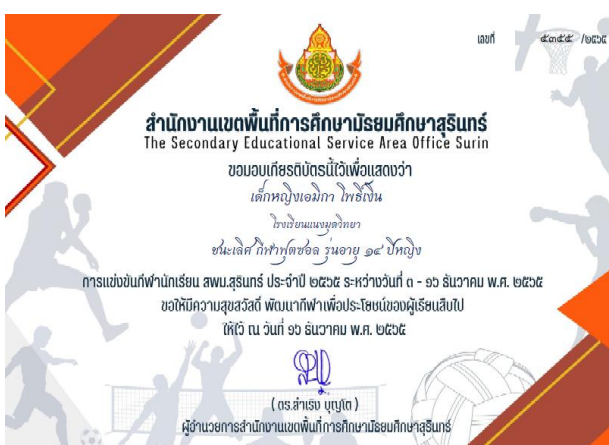 เลขที่ ๕๓๕๕ /๒๕๖๕
สำนักงานเขตพื้นที่การศึกษามัธยมศึกษาสุรินทร์
The Secondary Educational Service Area Office Surin
ขอมอบเกียรติบัตรนี้ไว้เพื่อแสดงว่า
เด็กหญิงเอมิกา โพธิ์เงิน
โรงเรียนแนงมุดวิทยา
ชนะเลิศ กีฬาฟุตซอล รุ่นอายุ ๑๔ ปีหญิง
การแข่งขันกีฬานักเรียน สพม.สุรินทร์ ประจำปี ๒๕๖๕ ระหว่างวันที่ ๓ - ๑๖ ธันวาคม พ.ศ. ๒๕๖๕
ขอให้มีความสุขสวัสดิ์ พัฒนากีฬาเพื่อประโยชน์ของผู้เรียนสืบไป
ให้ไว้ ณ วันที่ ๑๖ ธันวาคม พ.ศ. ๒๕๖๕
( ดร.สำเริง บุญโต )
ผู้อำนวยการสำนักงานเขตพื้นที่การศึกษามัธยมศึกษาสุรินทร์